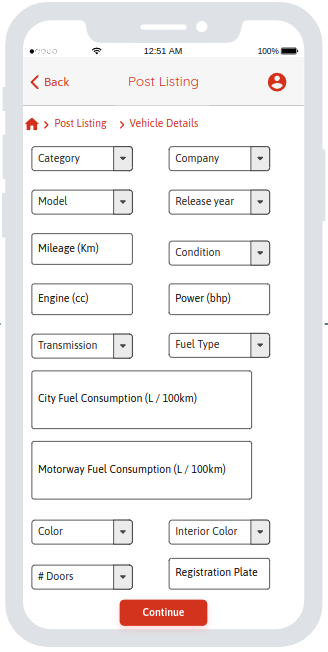 12:51 AM 100%
Back Post Listing
Post Listing Vehicle Details
Category Company
Model Release year
Mileage (Km) Condition
Engine (cc) Power (bhp)
Transmission Fuel Type
City Fuel Consumption (L / 100km)
Motorway Fuel Consumption (L / 100km)
Color Interior Color
# Doors Registration Plate
Continue